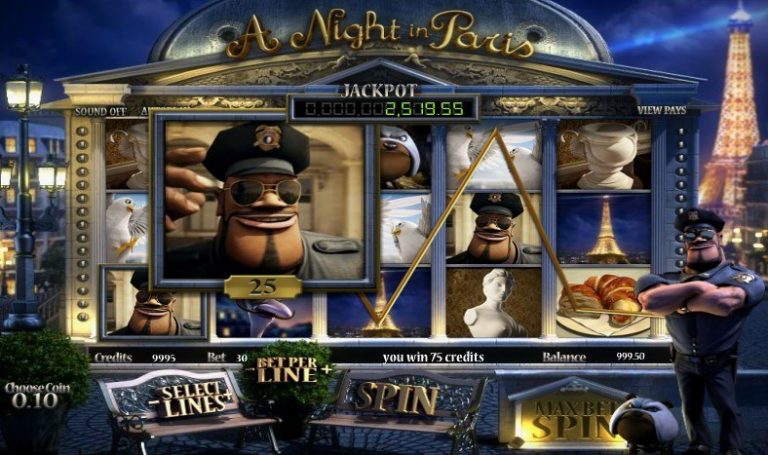 A Night in Paris
JACKPOT
0,000,002,519.55
SOUND OFF
VIEW PAYS
25
Credits 9995 Bet 30 you win 75 credits Balance 999.50
Choose Coin
0.10
- SELECT +
LINES
BET PER
LINE +
SPIN
MAX BET
SPIN